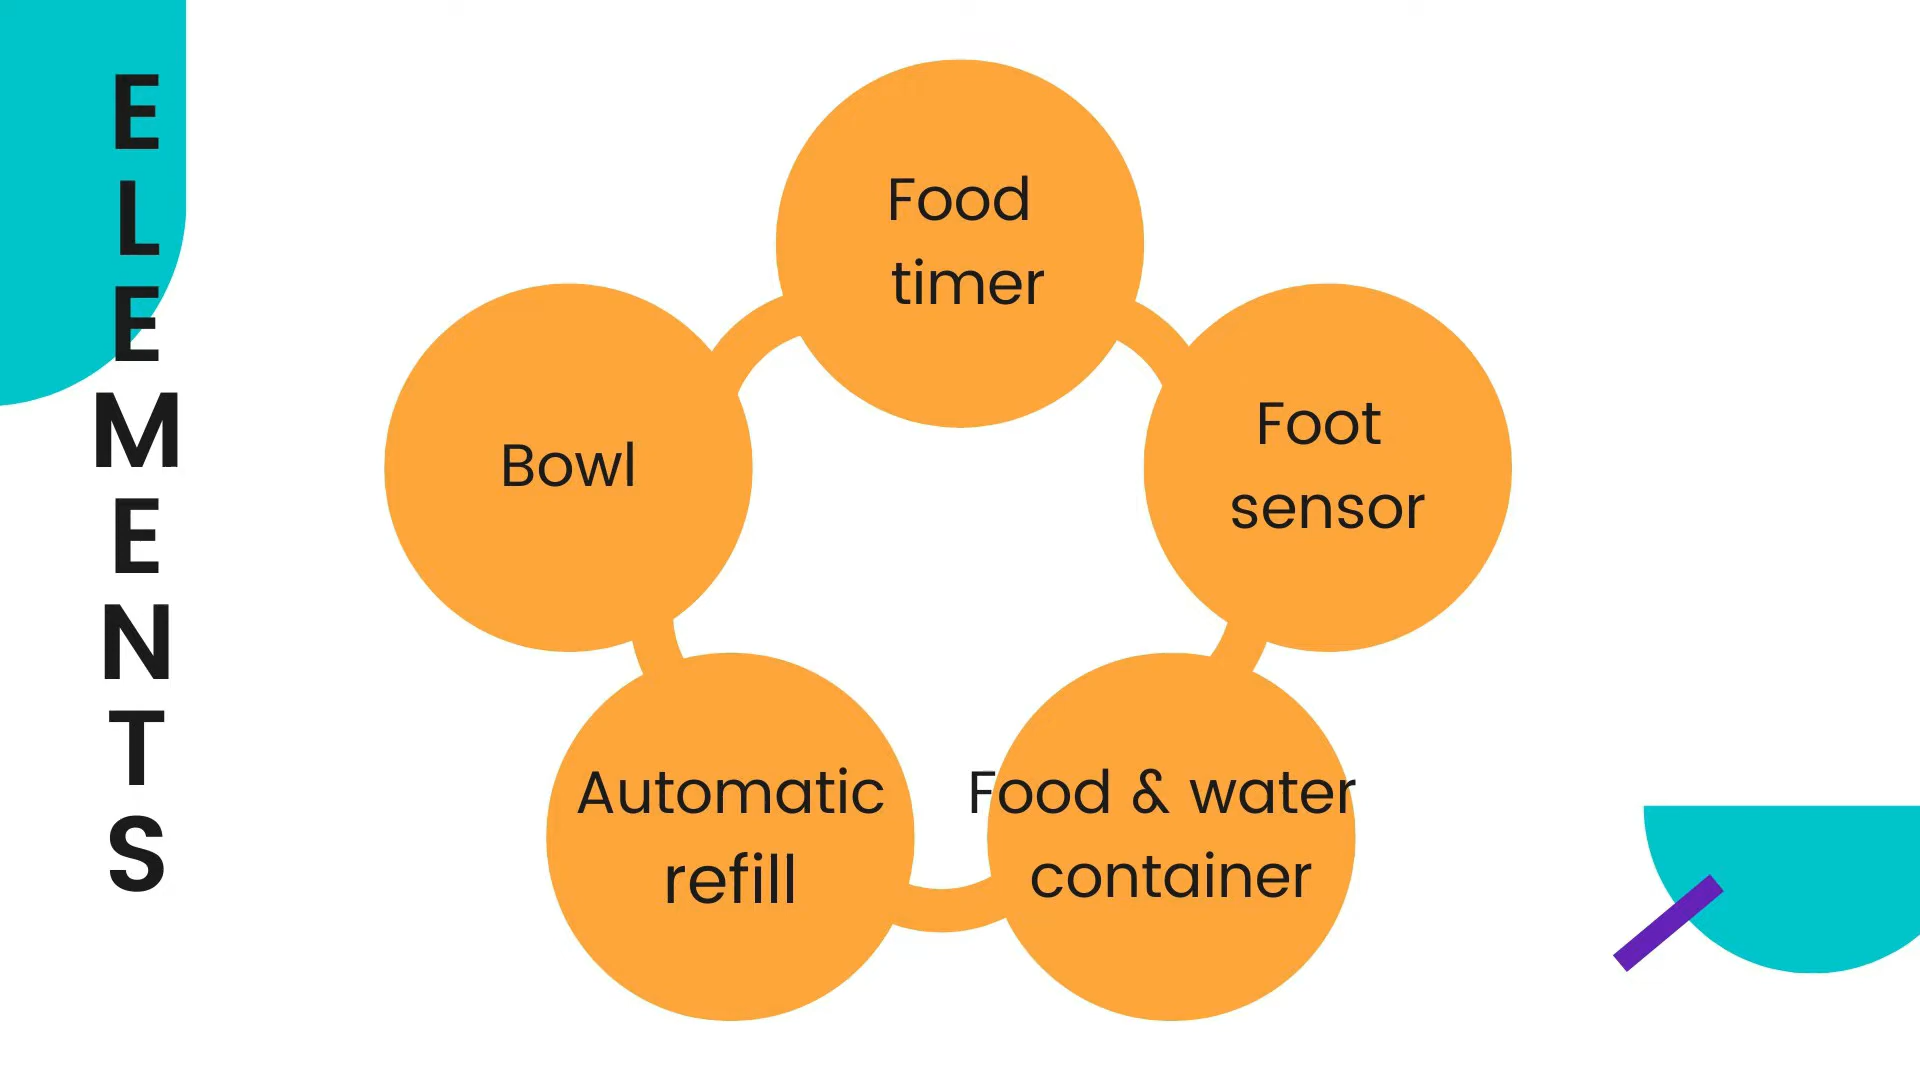 ELEMENTS
Food
timer
Foot
sensor
Food & water
container
Automatic
refill
Bowl